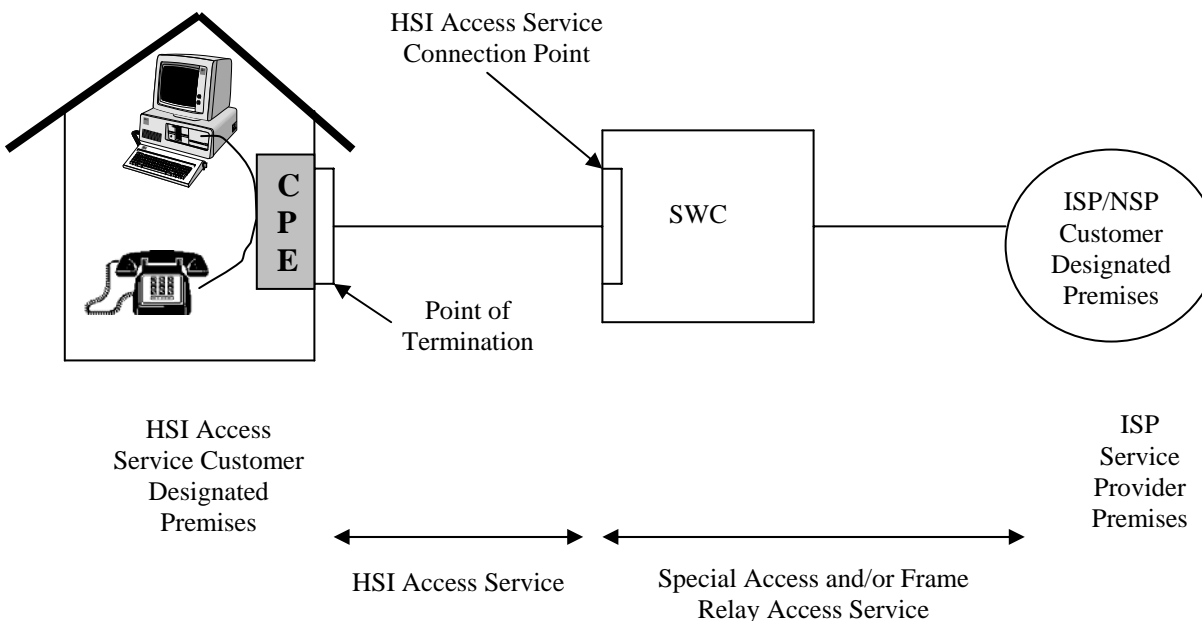 HSI Access Service
Connection Point
C
P
E
SWC
ISP/NSP
Customer
Designated
Premises
Point of
Termination
HSI Access
Service Customer
Designated
Premises
ISP
Service
Provider
Premises
HSI Access Service
Special Access and/or Frame
Relay Access Service